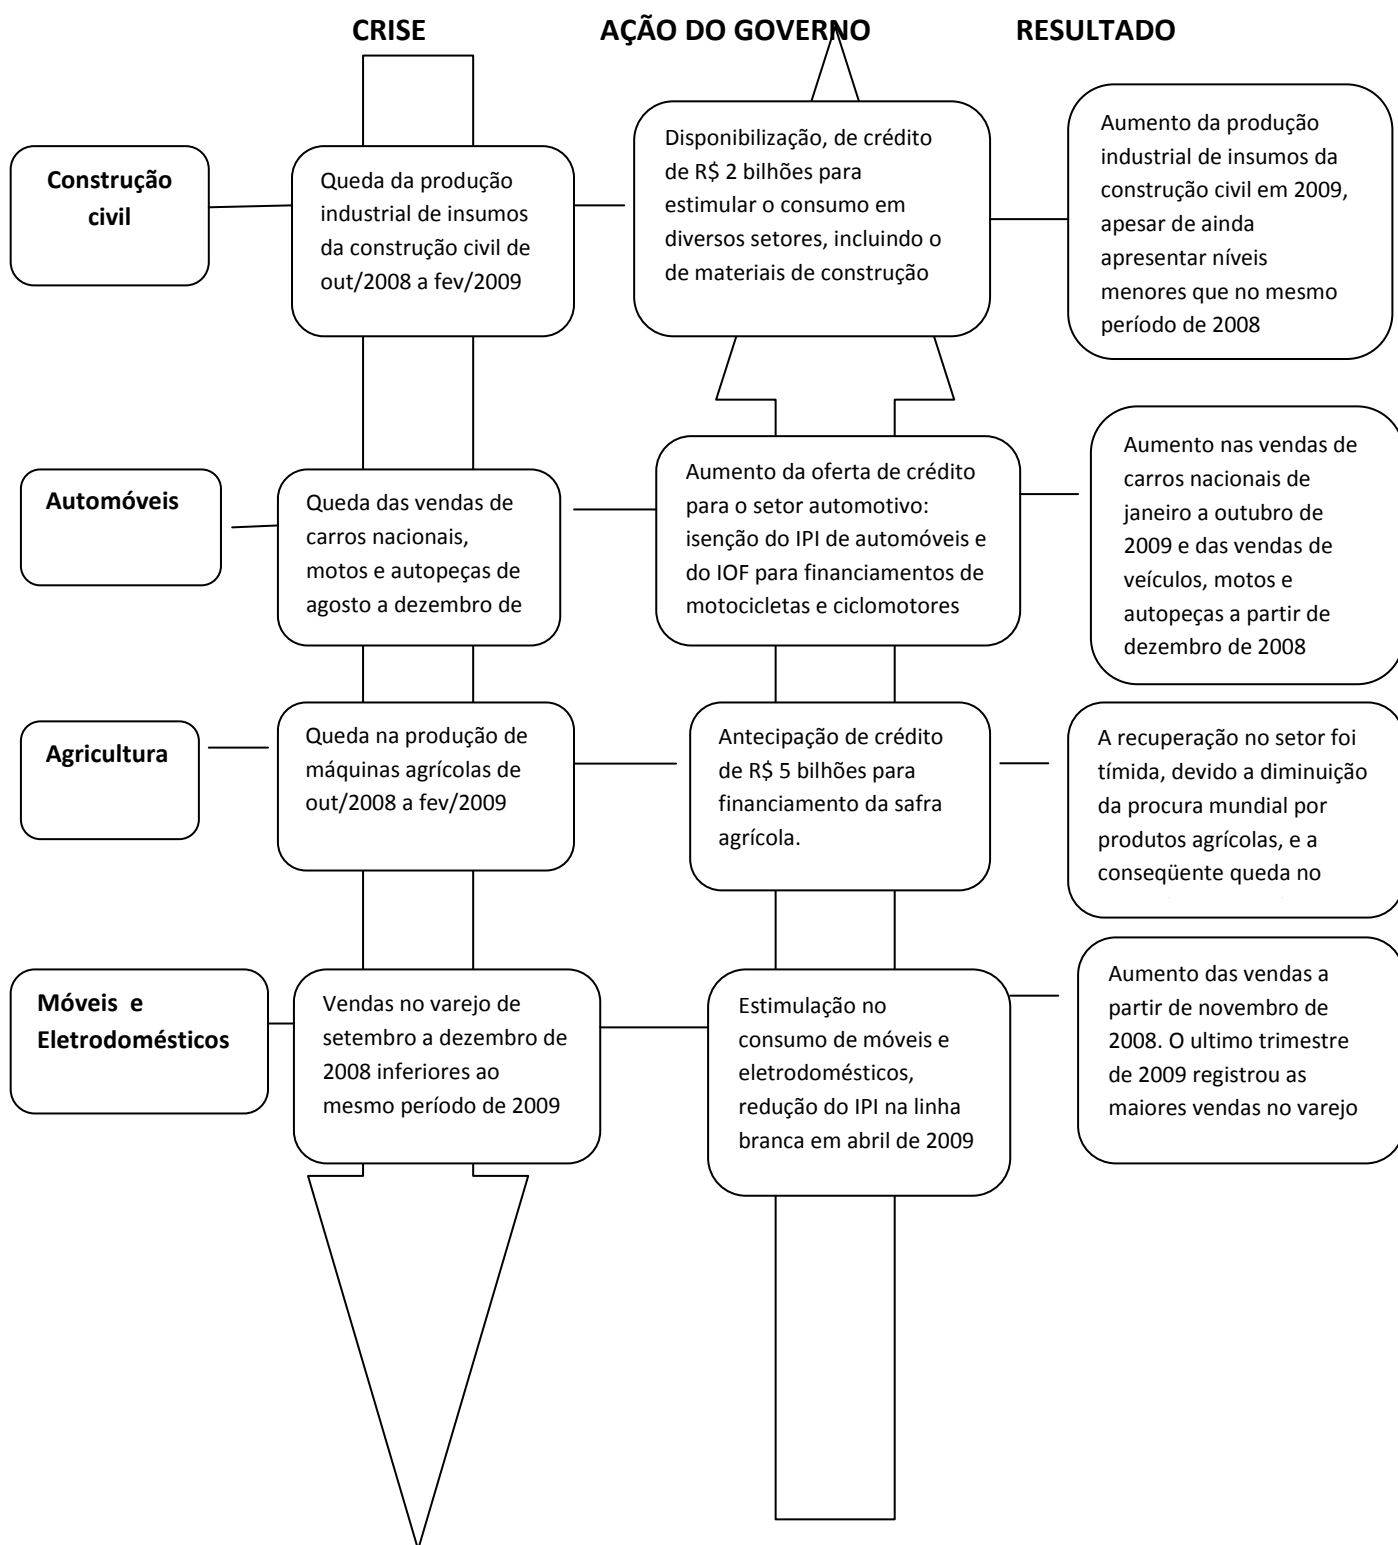 CRISE
AÇÃO DO GOVERNO
RESULTADO
Construção
civil
Queda da produção
industrial de insumos
da construção civil de
out/2008 a fev/2009
Disponibilização, de crédito
de R$ 2 bilhões para
estimular o consumo em
diversos setores, incluindo o
de materiais de construção
Aumento da produção
industrial de insumos da
construção civil em 2009,
apesar de ainda
apresentar níveis
menores que no mesmo
período de 2008
Automóveis
Queda das vendas de
carros nacionais,
motos e autopeças de
agosto a dezembro de
Aumento da oferta de crédito
para o setor automotivo:
isenção do IPI de automóveis e
do IOF para financiamentos de
motocicletas e ciclomotores
Aumento nas vendas de
carros nacionais de
janeiro a outubro de
2009 e das vendas de
veículos, motos e
autopeças a partir de
dezembro de 2008
Agricultura
Queda na produção de
máquinas agrícolas de
out/2008 a fev/2009
Antecipação de crédito
de R$ 5 bilhões para
financiamento da safra
agrícola.
A recuperação no setor foi
tímida, devido a diminuição
da procura mundial por
produtos agrícolas, e a
conseqüente queda no
Móveis e
Eletrodomésticos
Vendas no varejo de
setembro a dezembro de
2008 inferiores ao
mesmo período de 2009
Estimulação no
consumo de móveis e
eletrodomésticos,
redução do IPI na linha
branca em abril de 2009
Aumento das vendas a
partir de novembro de
2008. O ultimo trimestre
de 2009 registrou as
maiores vendas no varejo